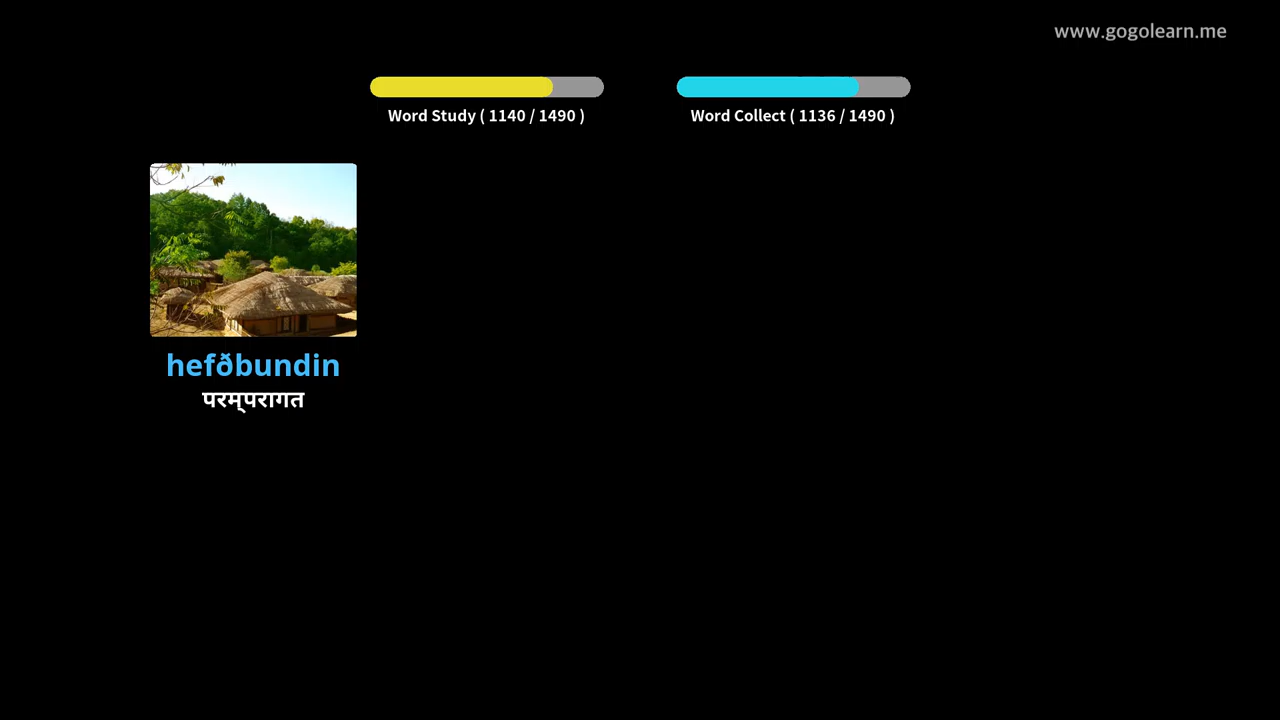 www.gogolearn.me
Word Study ( 1140 / 1490 )
Word Collect ( 1136 / 1490 )
hefðbundin
परम्परागत